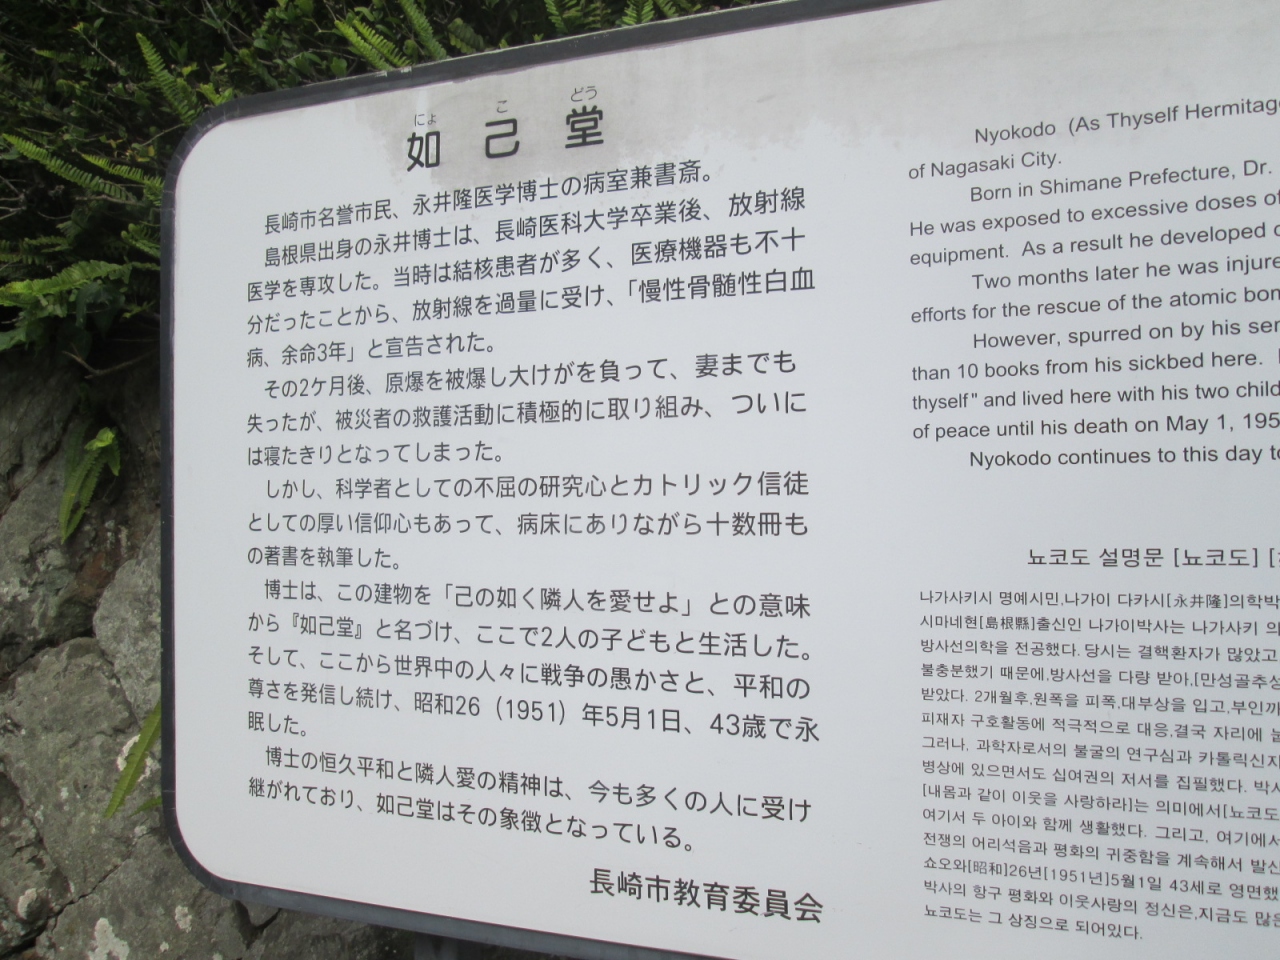 にょ こ どう
如己堂
長崎市名誉市民、永井隆医学博士の病室兼書斎。
島根県出身の永井博士は、長崎医科大学卒業後、放射線
医学を専攻した。当時は結核患者が多く、医療機器も不十
分だったことから、放射線を過量に受け、「慢性骨髄性白血
病、余命3年」と宣告された。
その2ケ月後、原爆を被爆し大けがを負って、妻までも
失ったが、被災者の救護活動に積極的に取り組み、ついに
は寝たきりとなってしまった。
しかし、科学者としての不屈の研究心とカトリック信徒
としての厚い信仰心もあって、病床にありながら十数冊も
の著書を執筆した。
博士は、この建物を「己の如く隣人を愛せよ」との意味
から『如己堂』と名づけ、ここで2人の子どもと生活した。
そして、ここから世界中の人々に戦争の愚かさと、平和の
尊さを発信し続け、昭和26（1951）年5月1日、43歳で永
眠した。
博士の恒久平和と隣人愛の精神は、今も多くの人に受け
継がれており、如己堂はその象徴となっている。
長崎市教育委員会
Nyokodo (As Thyself Hermitage
of Nagasaki City.
Born in Shimane Prefecture, Dr.
He was exposed to excessive doses of
equipment. As a result he developed
Two months later he was injure
efforts for the rescue of the atomic bom
However, spurred on by his
than 10 books from his sickbed here.
thyself" and lived here with his two child
of peace until his death on May 1, 195
Nyokodo continues to this day to
뇨코도 설명문 [뇨코도]
나가사키시 명예시민,나가이 다카시[永井隆]의학박
시마네현[島根縣]출신인 나가이박사는 나가사키 의
방사선의학을 전공했다. 당시는 결핵환자가 많았고
불충분했기 때문에,방사선을 다량 받아,[만성골추성
받았다. 2개월후,원폭을 피폭,대부상을 입고,부인까
피재자 구호활동에 적극적으로 대응,결국 자리에 눕
그러나, 과학자로서의 불굴의 연구심과 카톨릭신자
병상에 있으면서도 십여권의 저서를 집필했다. 박사
[내몸과 같이 이웃을 사랑하라]는 의미에서[뇨코도
여기서 두 아이와 함께 생활했다. 그리고, 여기에서
전쟁의 어리석음과 평화의 귀중함을 계속해서 발신
쇼오와[昭和]26년[1951년]5월1일 43세로 영면했
박사의 항구 평화와 이웃사랑의 정신은,지금도 많은
뇨코도는 그 상징으로 되어있다.